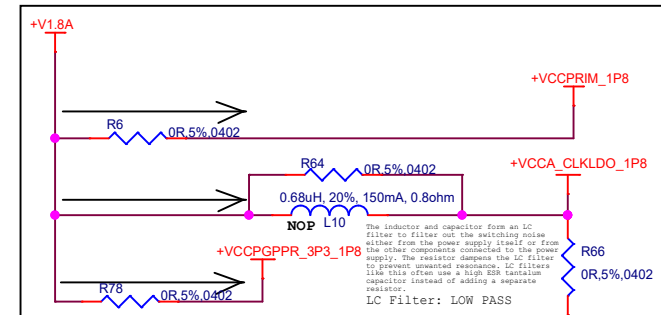 +V1.8A
+VCCPRIM_1P8
R6
0R,5%,0402
R64
0R,5%,0402
+VCCA_CLKLDO_1P8
0.68uH, 20%, 150mA, 0.8ohm
NOP
L10
The inductor and capacitor form an LC
filter to filter out the switching noise
either from the power supply itself or from
the other components connected to the power
supply. The resistor dampens the LC filter
to prevent unwanted resonance. LC filters
like this often use a high ESR tantalum
capacitor instead of adding a separate
resistor.
LC Filter: LOW PASS
R66
0R,5%,0402
+VCCPGPPR_3P3_1P8
R78
0R,5%,0402